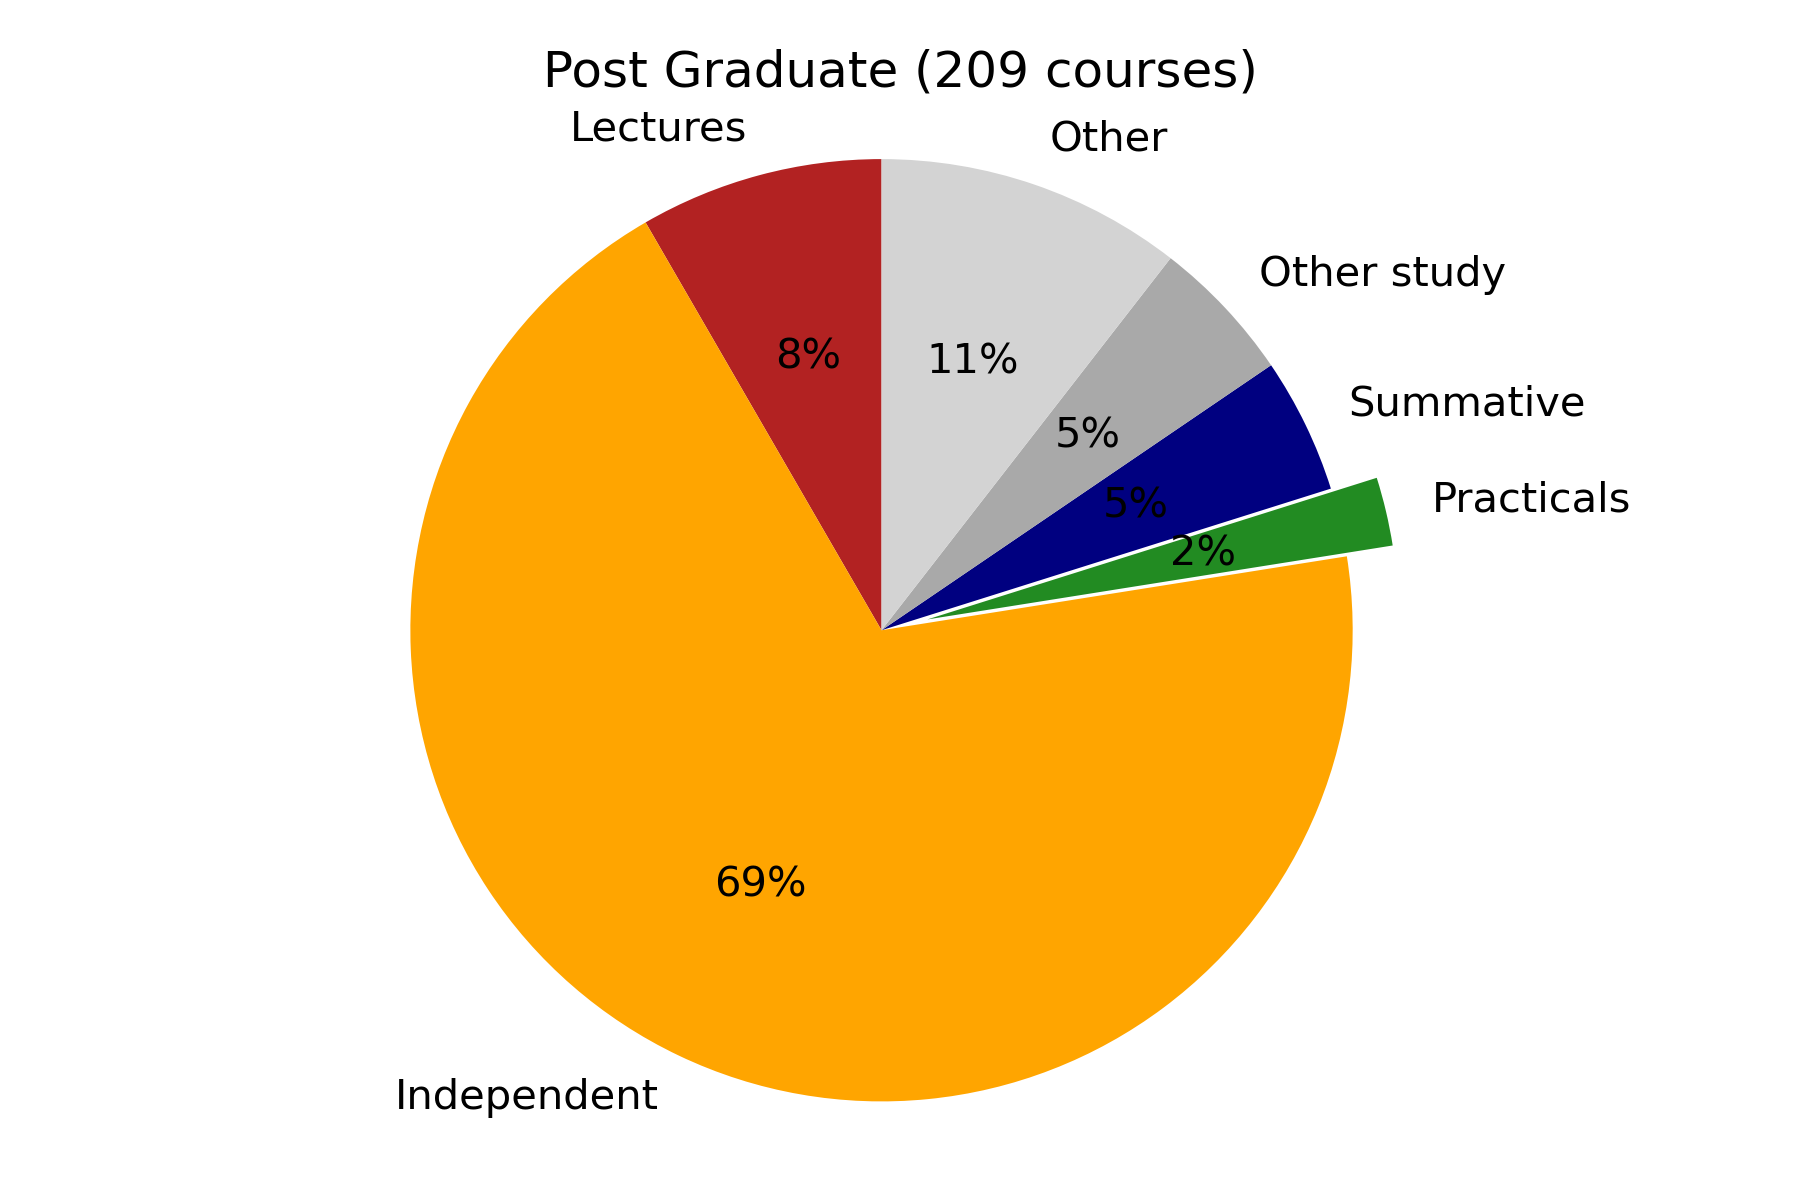 Post Graduate (209 courses)
Lectures
Other
Other study
Summative
Practicals
Independent
8%
11%
5%
5%
2%
69%